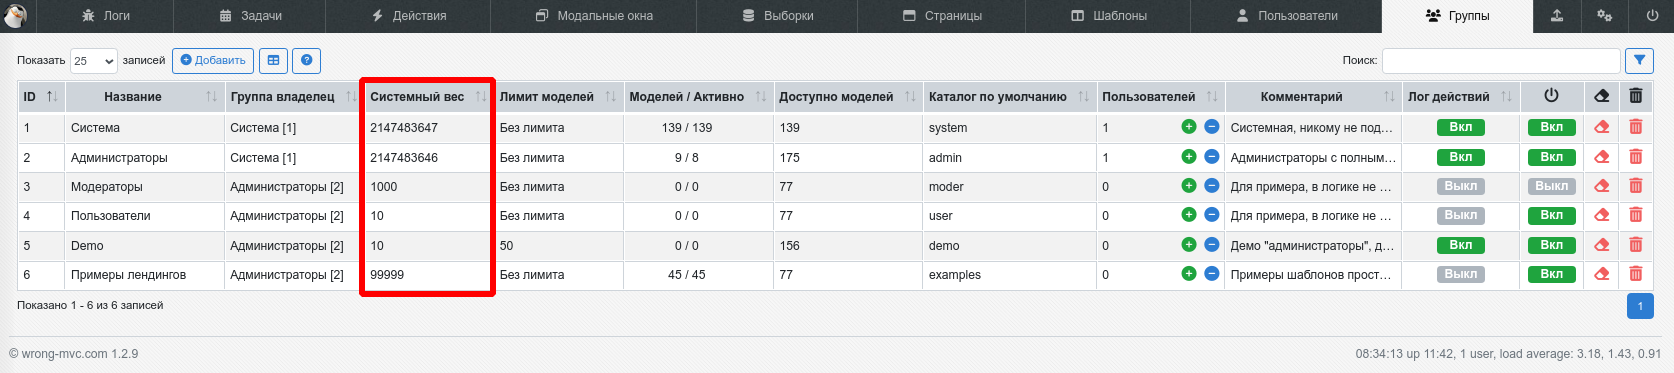 Логи Задачи Действия Модальные окна Выборки Страницы Шаблоны Пользователи Группы
Показать 25 записей Добавить Поиск:
ID Название Группа владелец Системный вес Лимит моделей Моделей / Активно Доступно моделей Каталог по умолчанию Пользователей Комментарий Лог действий
1 Система Система [1] 2147483647 Без лимита 139 / 139 139 system 1 Системная, никому не под… Вкл Вкл
2 Администраторы Система [1] 2147483646 Без лимита 9 / 8 175 admin 1 Администраторы с полным… Вкл Вкл
3 Модераторы Администраторы [2] 1000 Без лимита 0 / 0 77 moder 0 Для примера, в логике не … Выкл Выкл
4 Пользователи Администраторы [2] 10 Без лимита 0 / 0 77 user 0 Для примера, в логике не … Выкл Вкл
5 Demo Администраторы [2] 10 50 0 / 0 156 demo 0 Демо "администраторы", д… Вкл Вкл
6 Примеры лендингов Администраторы [2] 99999 Без лимита 45 / 45 77 examples 0 Примеры шаблонов прост… Выкл Вкл
Показано 1 - 6 из 6 записей 1
© wrong-mvc.com 1.2.9 08:34:13 up 11:42, 1 user, load average: 3.18, 1.43, 0.91